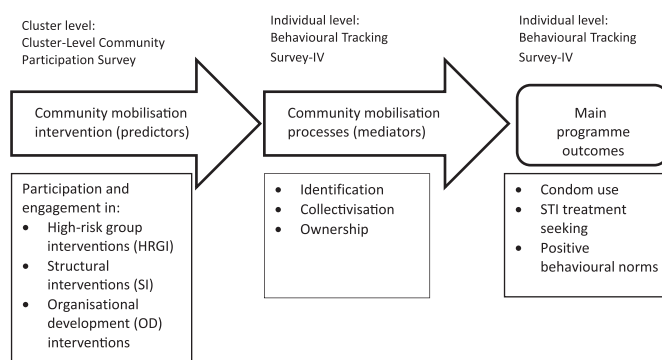 Cluster level:
Cluster-Level Community
Participation Survey
Individual level:
Behavioural Tracking
Survey-IV
Individual level:
Behavioural Tracking
Survey-IV
Community mobilisation
intervention (predictors)
Community mobilisation
processes (mediators)
Main
programme
outcomes
Participation and
engagement in:
• High-risk group
interventions (HRGI)
• Structural
interventions (SI)
• Organisational
development (OD)
interventions
• Identification
• Collectivisation
• Ownership
• Condom use
• STI treatment
seeking
• Positive
behavioural norms